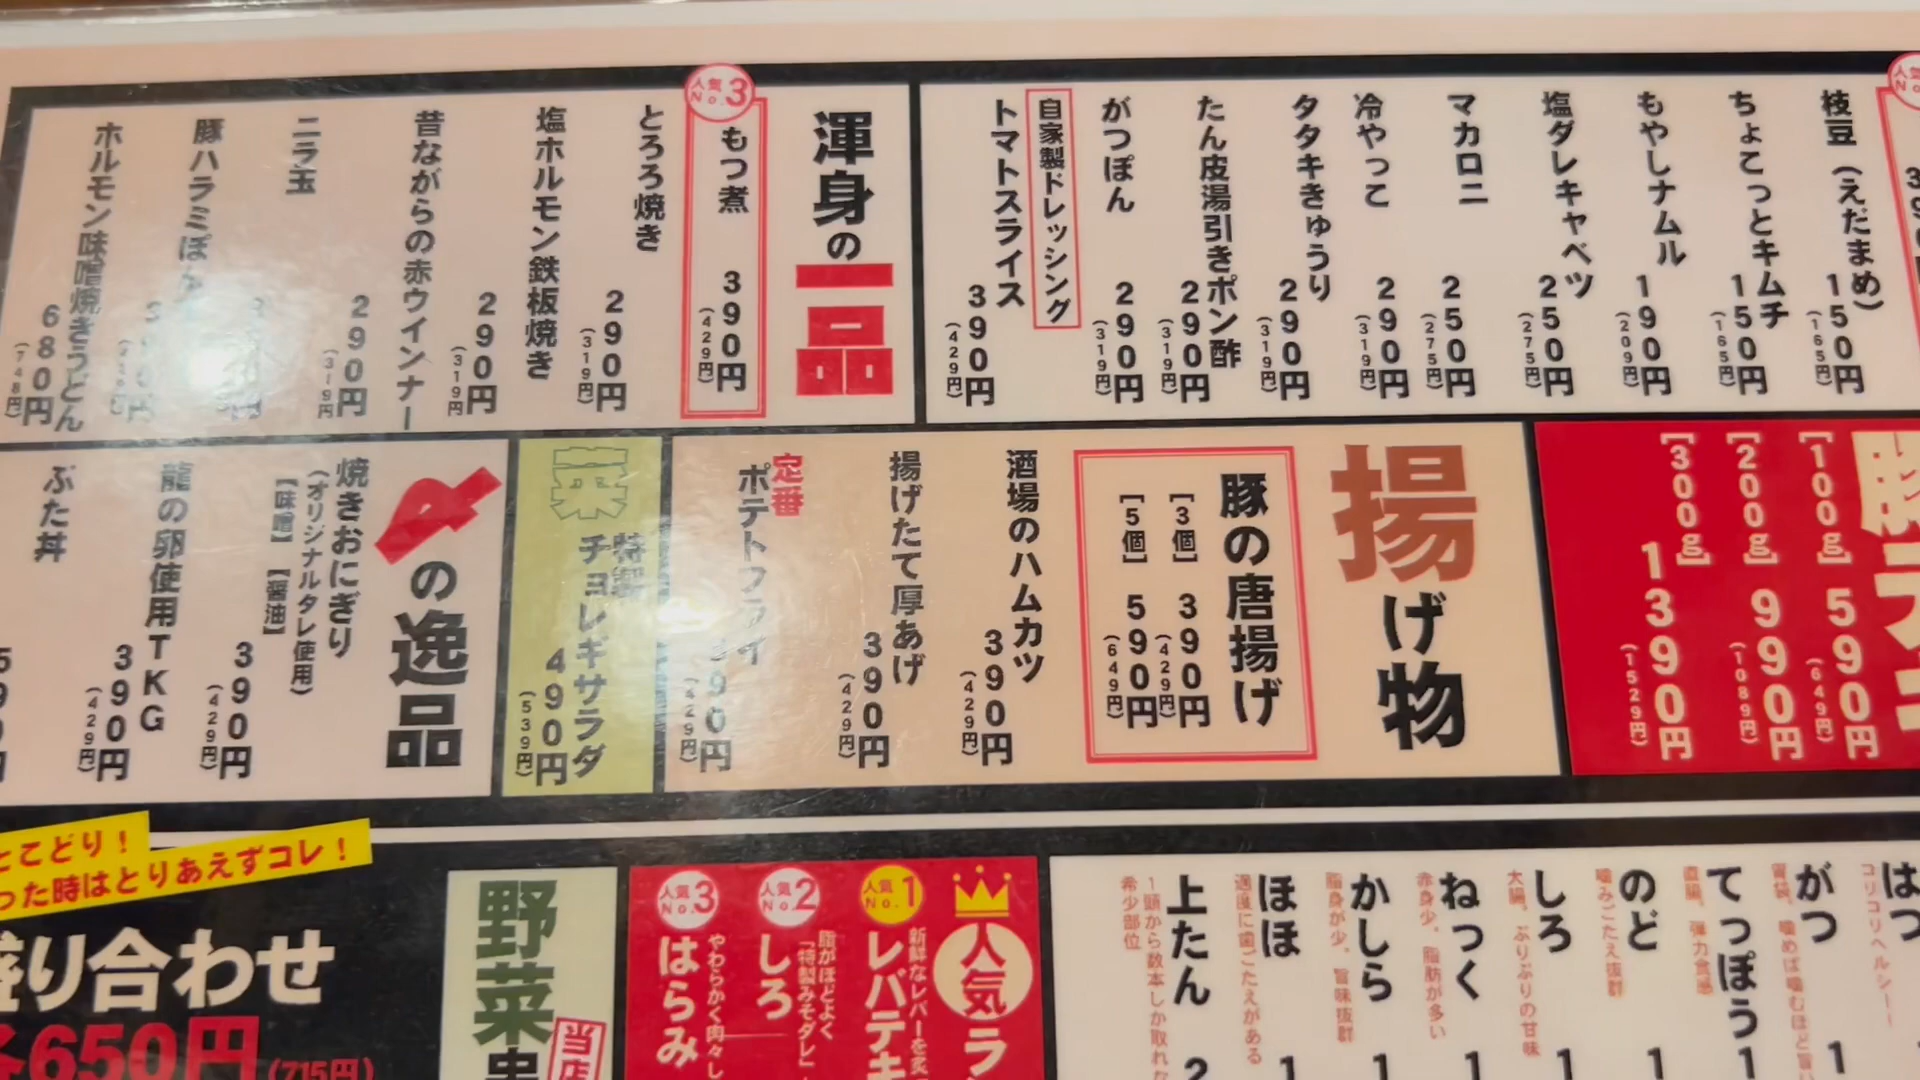 枝豆（えだまめ）
150円
（165円）
ちょこっとキムチ
150円
（165円）
もやしナムル
190円
（209円）
塩ダレキャベツ
250円
（275円）
マカロニ
250円
（275円）
冷やっこ
290円
（319円）
タタキきゅうり
290円
（319円）
たん皮湯引きポン酢
290円
（319円）
がつぽん
290円
（319円）
自家製ドレッシング
トマトスライス
390円
（429円）
渾身の一品
人気No.3
もつ煮
390円
（429円）
とろろ焼き
290円
（319円）
塩ホルモン鉄板焼き
290円
（319円）
昔ながらの赤ウインナー
290円
（319円）
ニラ玉
豚ハラミぽん
ホルモン味噌焼きうどん
680円
（748円）
[100g] 590円
（649円）
[200g] 990円
（1089円）
[300g] 1390円
（1529円）
揚げ物
豚の唐揚げ
[3個] 390円
（429円）
[5個] 590円
（649円）
酒場のハムカツ
390円
（429円）
揚げたて厚あげ
390円
（429円）
定番
ポテトフライ
390円
（429円）
菜
特製
チョレギサラダ
490円
（539円）
〆の逸品
焼きおにぎり
（オリジナルタレ使用）
[味噌] [醤油]
390円
（429円）
龍の卵使用TKG
390円
（429円）
ぶた丼
はつ
コリコリヘルシー！
がつ
胃袋、噛めば噛むほど旨い
てっぽう
直腸、弾力食感
のど
噛みごたえ抜群
しろ
大腸、ぷりぷりの甘味
ねっく
赤身少、脂肪が多い
かしら
脂身が少、旨味抜群
ほほ
適度に歯ごたえがある
上たん
1頭から数本しか取れな
希少部位
人気ラ
人気No.1
新鮮なレバーを炙
レバテキ
人気No.2
脂がほどよく
「特製みそダレ」
しろ
人気No.3
やわらかく肉々し
はらみ
野菜串
当店
とこどり！
った時はとりあえずコレ！
盛り合わせ
各650円（715円）